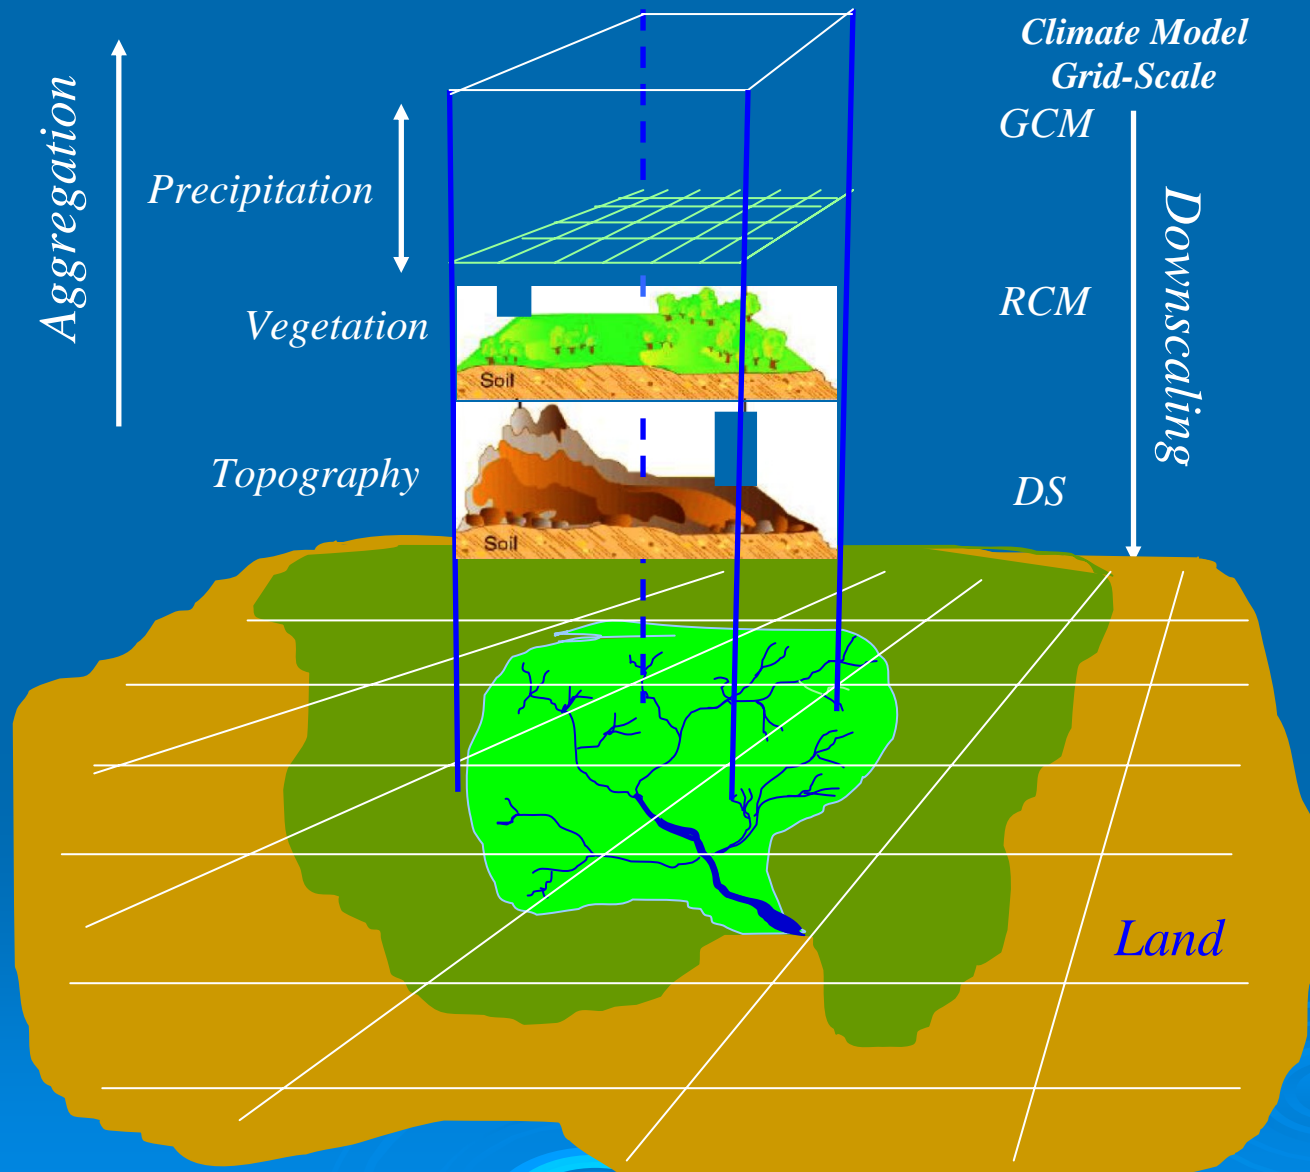 Climate Model
Grid-Scale
GCM
Aggregation
Precipitation
Downscaling
RCM
Vegetation
Soil
Topography
DS
Soil
Land